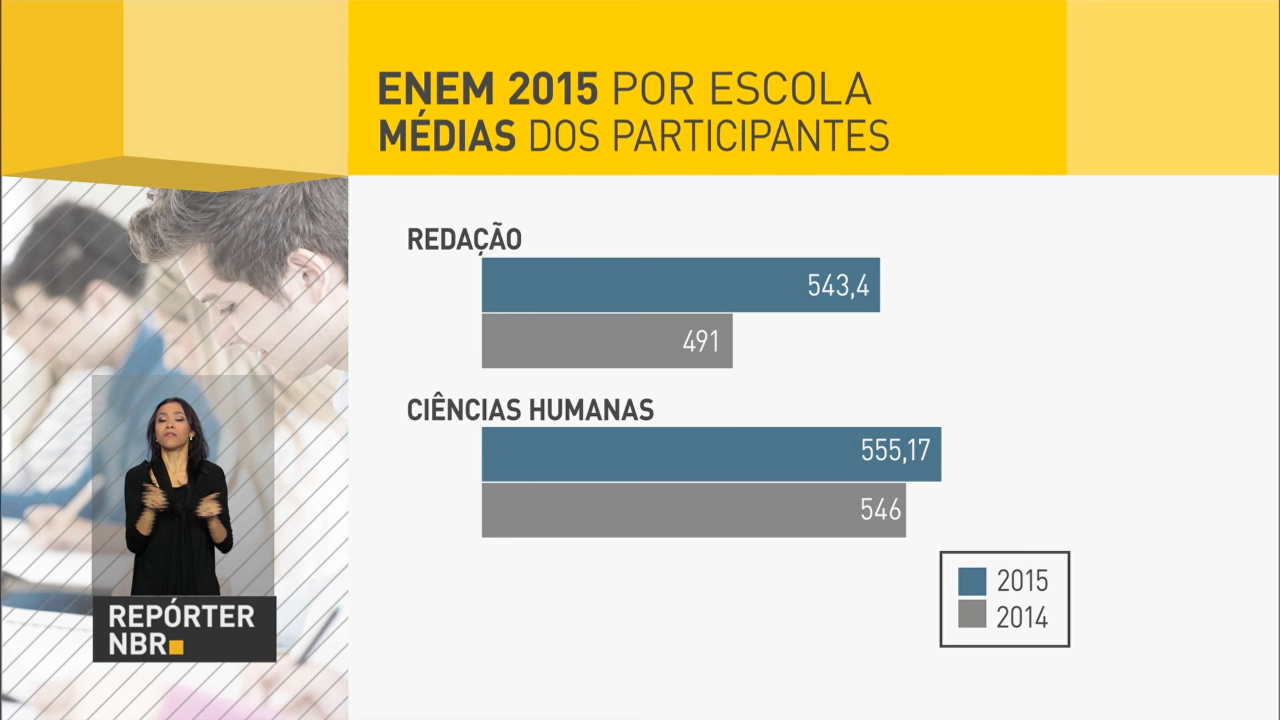 ENEM 2015 POR ESCOLA
MÉDIAS DOS PARTICIPANTES
REDAÇÃO
543,4
491
CIÊNCIAS HUMANAS
555,17
546
2015
2014
REPÓRTER
NBR